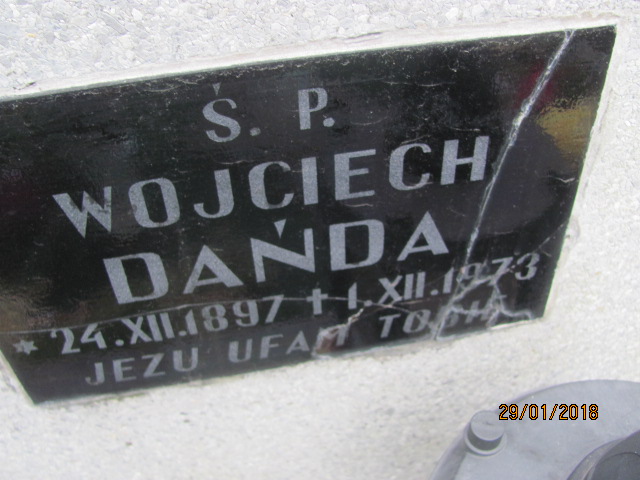 Ś. P.
WOJCIECH
DAŃDA
* 24.XII.1897 † 1.XII.1973
JEZU UFAM TOBIE
29/01/2018